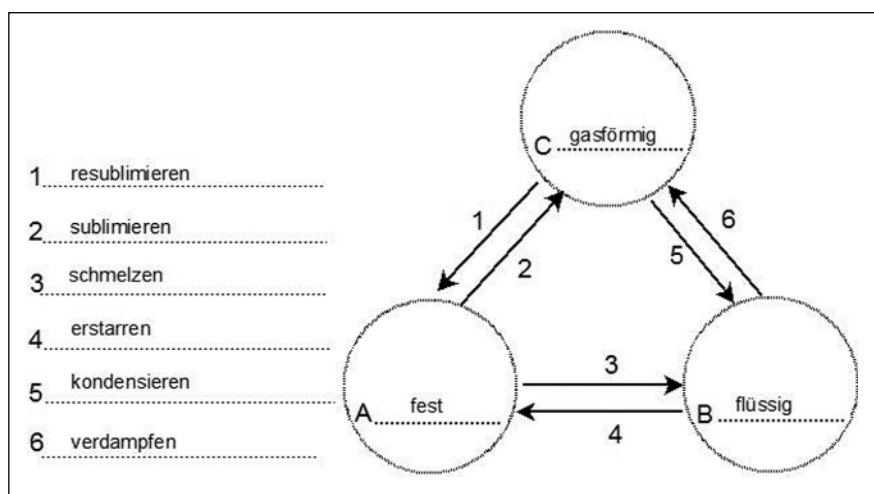 1 resublimieren
2 sublimieren
3 schmelzen
4 erstarren
5 kondensieren
6 verdampfen
C gasförmig
1
2
5
6
3
4
A fest
B flüssig